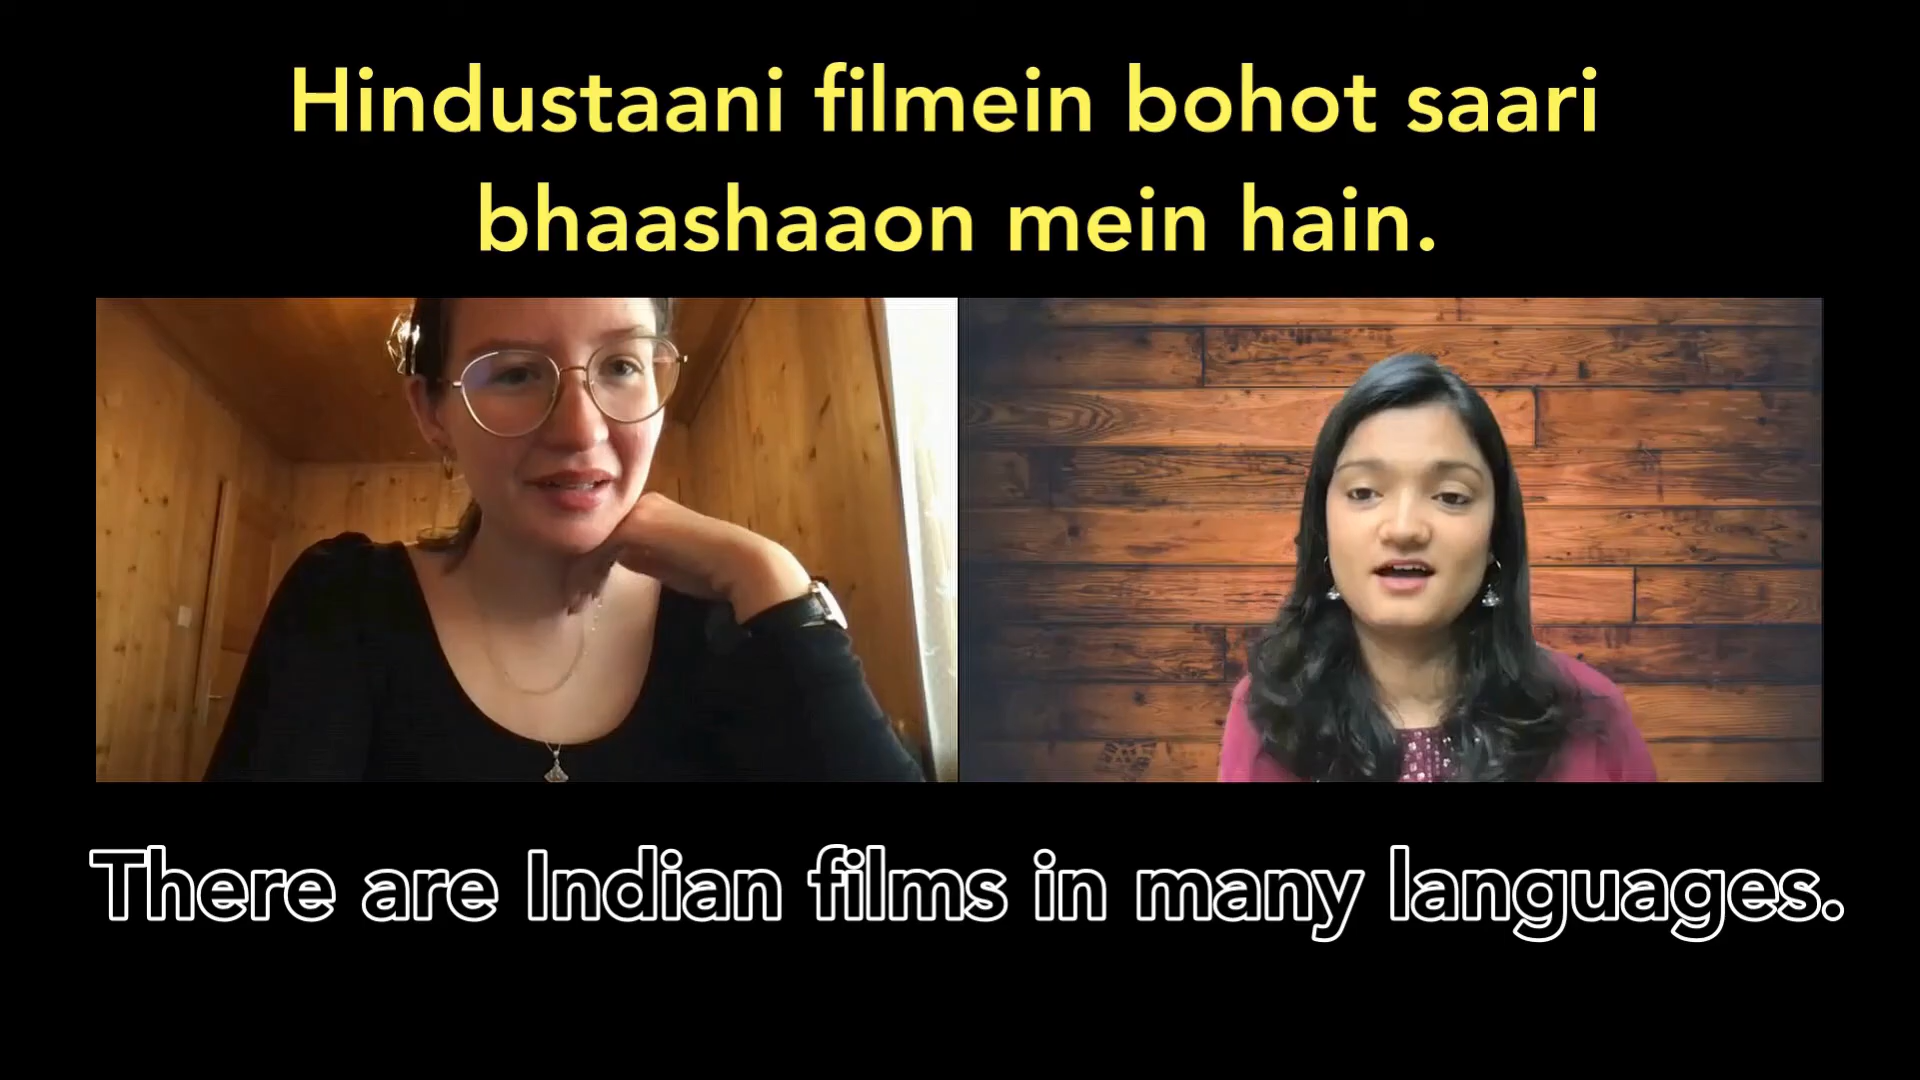 Hindustaani filmein bohot saari
bhaashaaon mein hain.
There are Indian films in many languages.